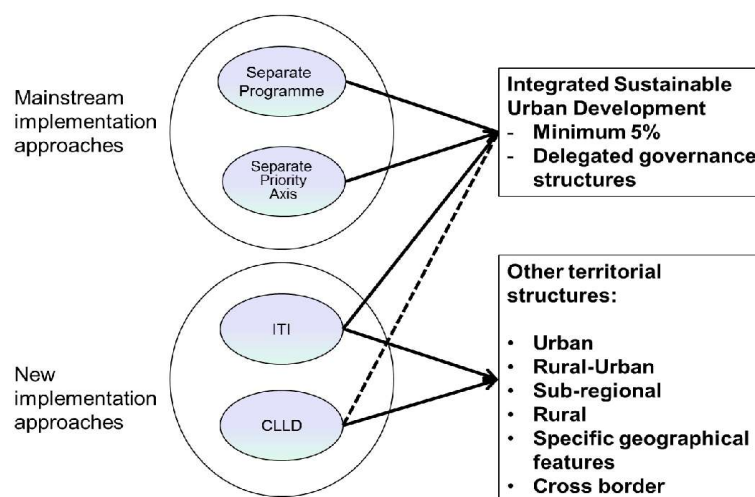 Mainstream
implementation
approaches
Separate
Programme
Separate
Priority
Axis
Integrated Sustainable
Urban Development
- Minimum 5%
- Delegated governance
structures
New
implementation
approaches
ITI
CLLD
Other territorial
structures:
• Urban
• Rural-Urban
• Sub-regional
• Rural
• Specific geographical
features
• Cross border